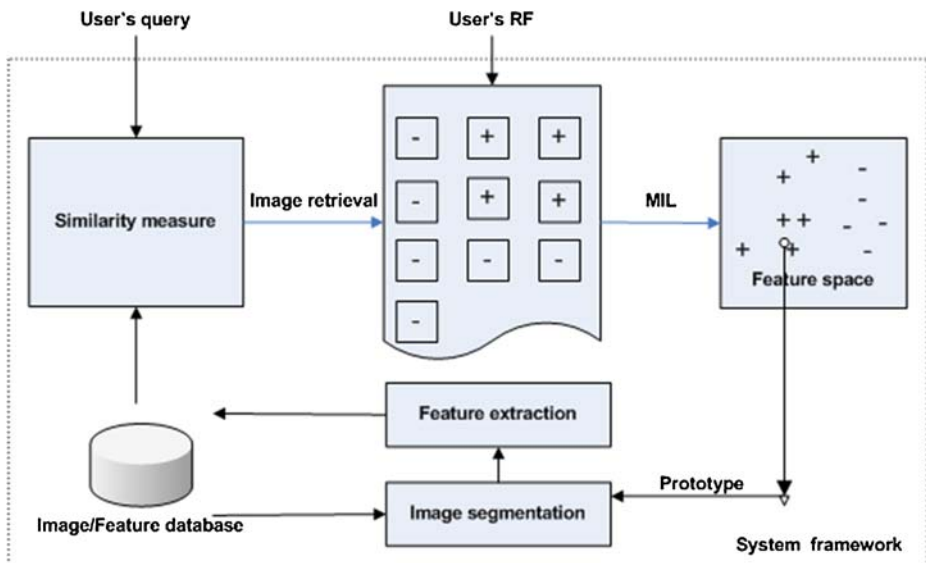 User's query
User's RF
- + +
Similarity measure
Image retrieval
- + +
MIL
- - -
-
+ + - - + + - - + + -
Feature space
Feature extraction
Image/Feature database
Image segmentation
Prototype
System framework